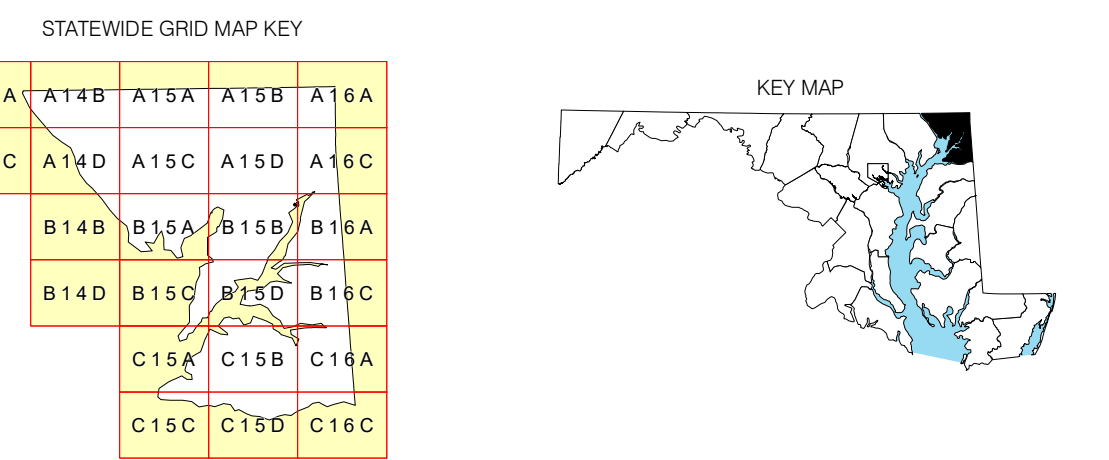 STATEWIDE GRID MAP KEY
KEY MAP
A A14B A15A A15B A16A
C A14D A15C A15D A16C
B14B B15A B15B B16A
B14D B15C B15D B16C
C15A C15B C16A
C15C C15D C16C